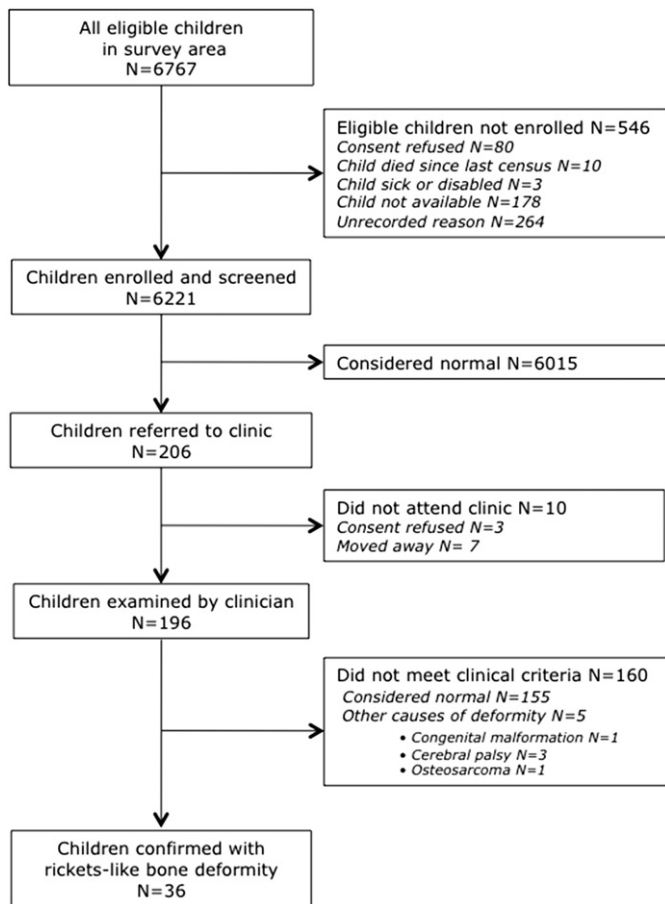 All eligible children
in survey area
N=6767
Eligible children not enrolled N=546
Consent refused N=80
Child died since last census N=10
Child sick or disabled N=3
Child not available N=178
Unrecorded reason N=264
Children enrolled and screened
N=6221
Considered normal N=6015
Children referred to clinic
N=206
Did not attend clinic N=10
Consent refused N=3
Moved away N= 7
Children examined by clinician
N=196
Did not meet clinical criteria N=160
Considered normal N=155
Other causes of deformity N=5
• Congenital malformation N=1
• Cerebral palsy N=3
• Osteosarcoma N=1
Children confirmed with
rickets-like bone deformity
N=36